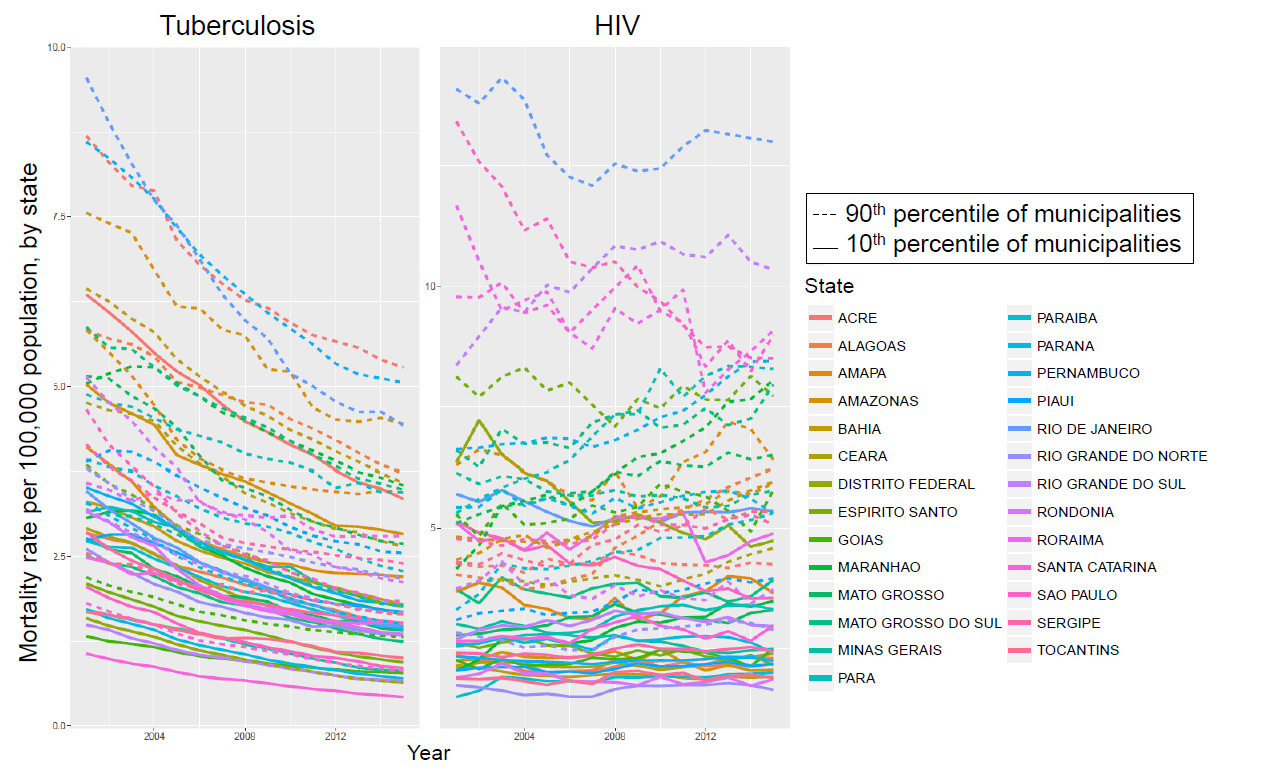 Tuberculosis
HIV
Mortality rate per 100,000 population, by state
10.0
7.5
5.0
2.5
0.0
10
5
2004
2008
2012
2004
2008
2012
Year
90th percentile of municipalities
10th percentile of municipalities
State
ACRE
ALAGOAS
AMAPA
AMAZONAS
BAHIA
CEARA
DISTRITO FEDERAL
ESPIRITO SANTO
GOIAS
MARANHAO
MATO GROSSO
MATO GROSSO DO SUL
MINAS GERAIS
PARA
PARAIBA
PARANA
PERNAMBUCO
PIAUI
RIO DE JANEIRO
RIO GRANDE DO NORTE
RIO GRANDE DO SUL
RONDONIA
RORAIMA
SANTA CATARINA
SAO PAULO
SERGIPE
TOCANTINS